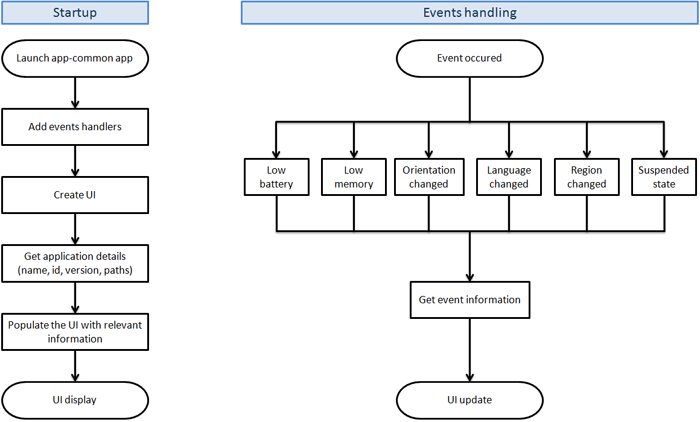 Startup
Launch app-common app
Add events handlers
Create UI
Get application details
(name, id, version, paths)
Populate the UI with relevant
information
UI display
Events handling
Event occured
Low
battery
Low
memory
Orientation
changed
Language
changed
Region
changed
Suspended
state
Get event information
UI update